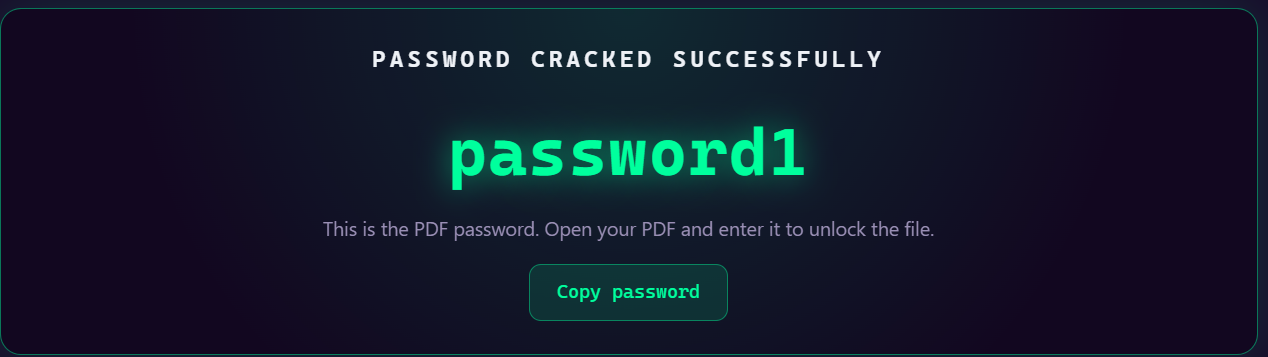 PASSWORD CRACKED SUCCESSFULLY
password1
This is the PDF password. Open your PDF and enter it to unlock the file.
Copy password